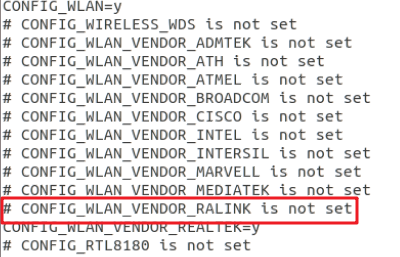 CONFIG_WLAN=y
# CONFIG_WIRELESS_WDS is not set
# CONFIG_WLAN_VENDOR_ADMTEK is not set
# CONFIG_WLAN_VENDOR_ATH is not set
# CONFIG_WLAN_VENDOR_ATMEL is not set
# CONFIG_WLAN_VENDOR_BROADCOM is not set
# CONFIG_WLAN_VENDOR_CISCO is not set
# CONFIG_WLAN_VENDOR_INTEL is not set
# CONFIG_WLAN_VENDOR_INTERSIL is not set
# CONFIG_WLAN_VENDOR_MARVELL is not set
# CONFIG_WLAN_VENDOR_MEDIATEK is not set
# CONFIG_WLAN_VENDOR_RALINK is not set
CONFIG_WLAN_VENDOR_REALTEK=y
# CONFIG_RTL8180 is not set